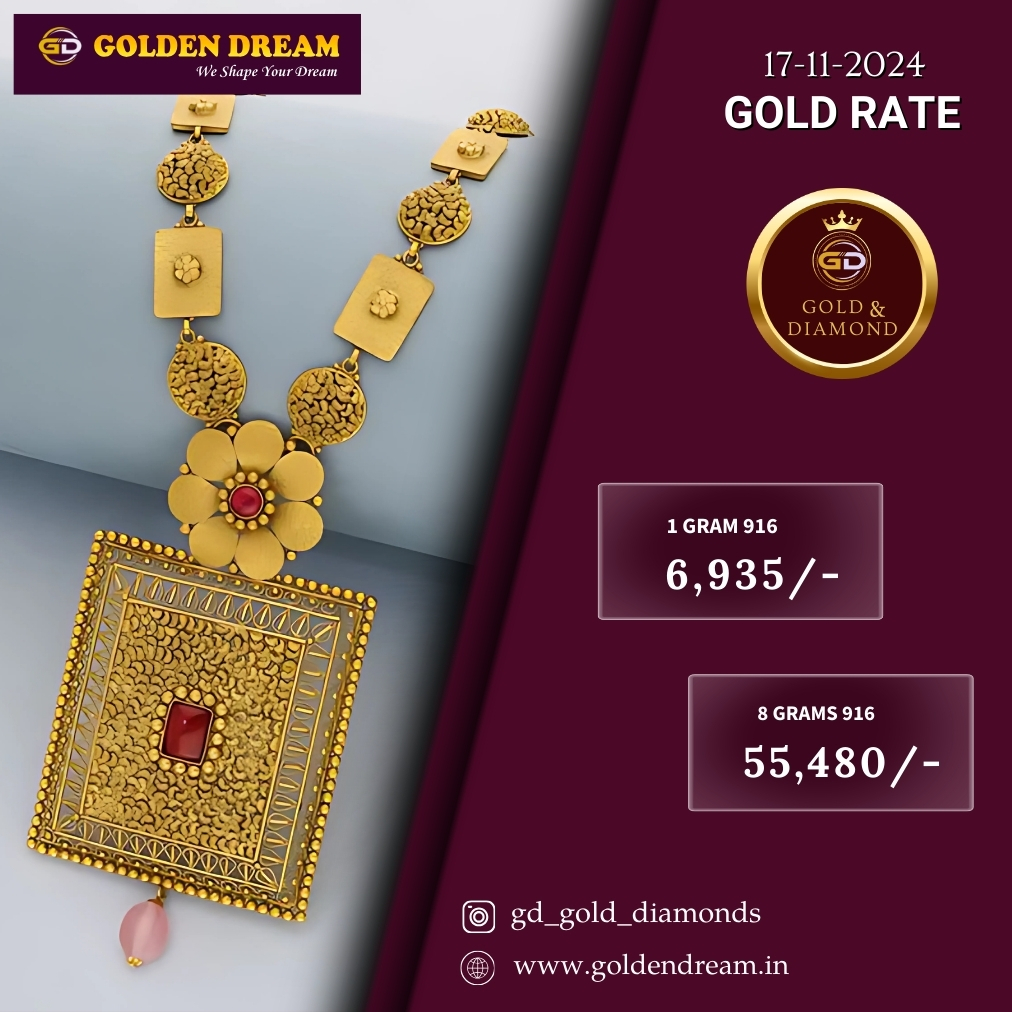 GD GOLDEN DREAM
We Shape Your Dream
17-11-2024
GOLD RATE
GD
GOLD &
DIAMOND
1 GRAM 916
6,935/-
8 GRAMS 916
55,480/-
gd_gold_diamonds
www.goldendream.in